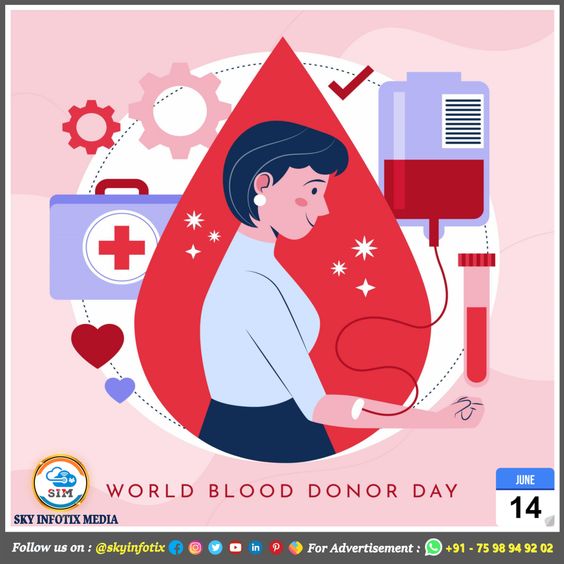 SIM
SKY INFOTIX MEDIA
WORLD BLOOD DONOR DAY
JUNE
14
Follow us on : @skyinfotix
For Advertisement : +91 - 75 98 94 92 02